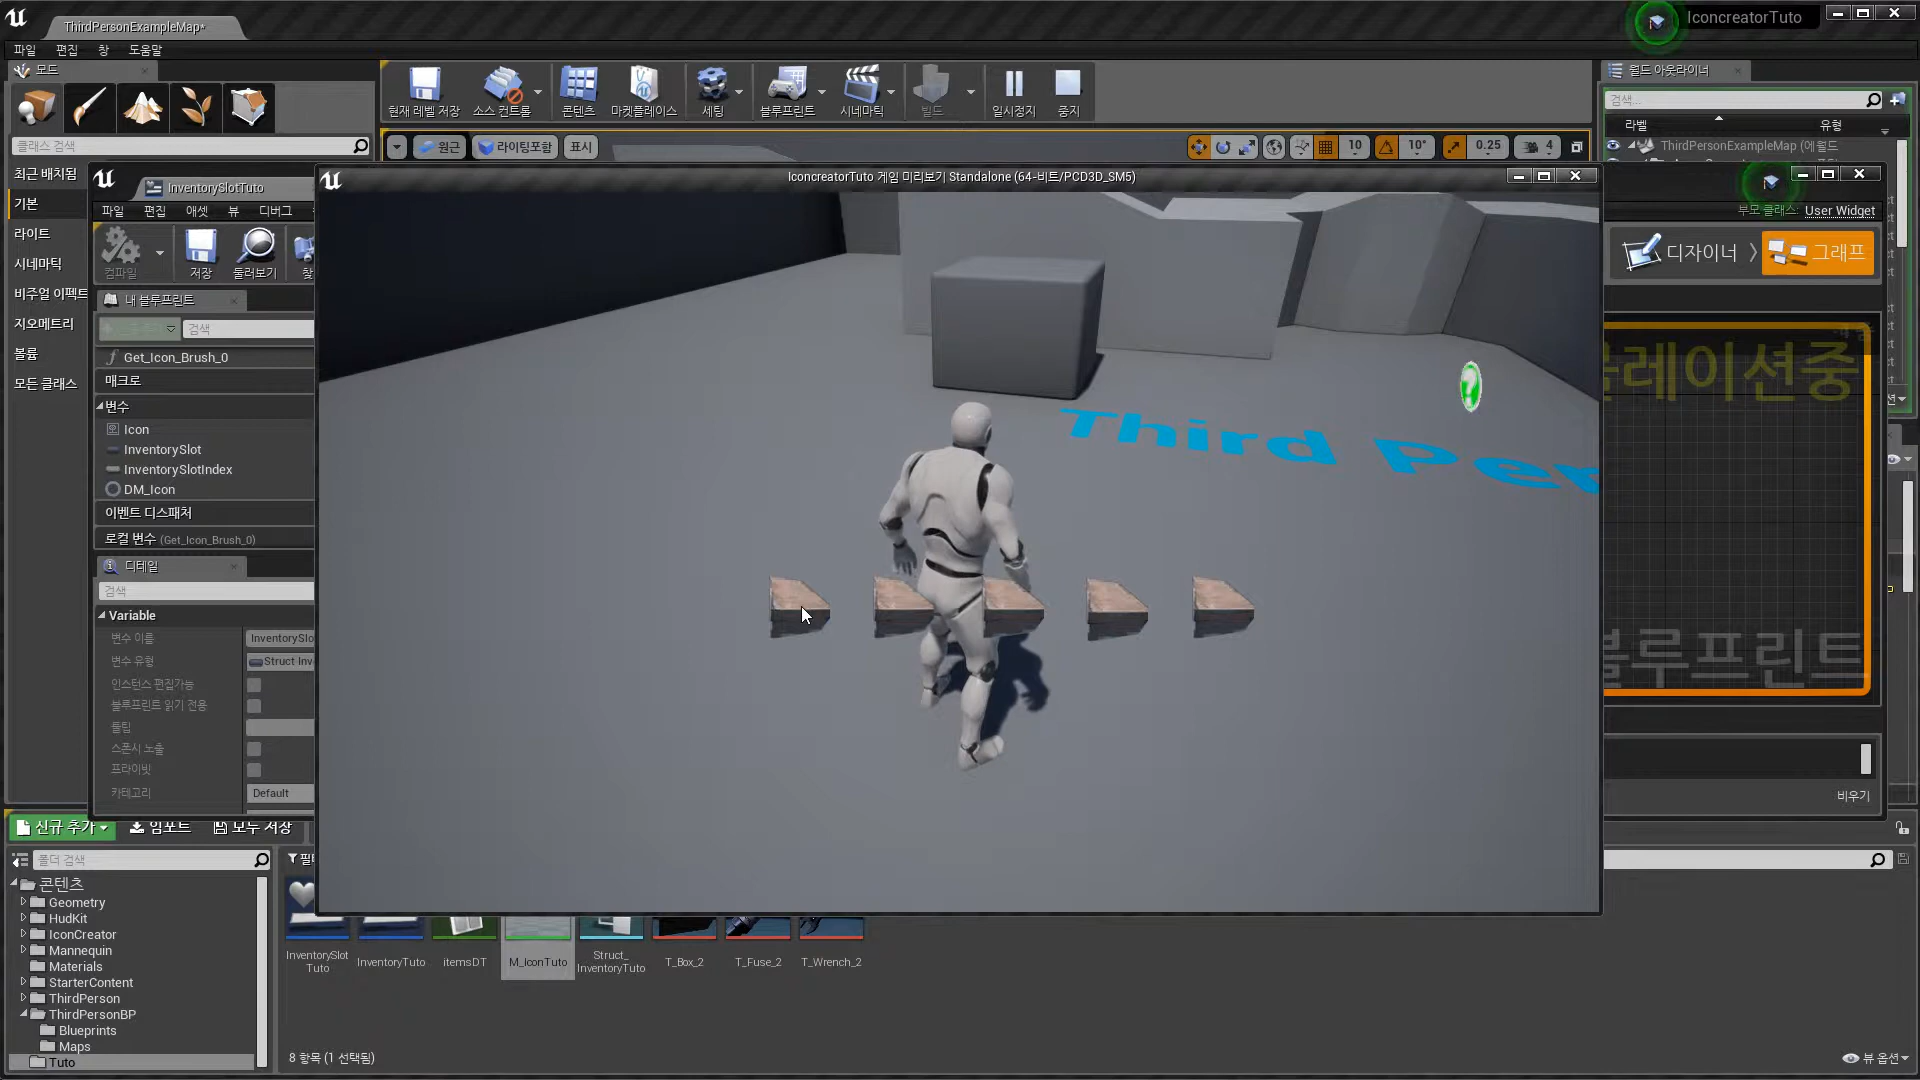 ThirdPersonExampleMap*
IconcreatorTuto
파일 편집 창 도움말
모드
현재 레벨 저장 소스 컨트롤 콘텐츠 마켓플레이스 세팅 블루프린트 시네마틱 빌드 일시정지 중지
월드 아웃라이너
검색...
라벨 유형
ThirdPersonExampleMap (에월드
클래스 검색
원근 라이팅포함 표시
10 10° 0.25 4
최근 배치됨
기본
라이트
시네마틱
비주얼 이펙트
지오메트리
볼륨
모든 클래스
InventorySlotTuto
파일 편집 애셋 뷰 디버그
컴파일 저장 둘러보기 찾
내 블루프린트
검색
Get_Icon_Brush_0
매크로
변수
Icon
InventorySlot
InventorySlotIndex
DM_Icon
이벤트 디스패처
로컬 변수 (Get_Icon_Brush_0)
디테일
검색
Variable
변수 이름 InventorySlo
변수 유형 Struct Inv
인스턴스 편집가능
블루프린트 읽기 전용
툴팁
스폰시 노출
프라이빗
카테고리 Default
IconcreatorTuto 게임 미리보기 Standalone (64-비트/PCD3D_SM5)
Third Per
?
부모 클래스: User Widget
디자이너 그래프
레이션중
블루프린트
비우기
신규 추가 임포트 모두 저장
폴더 검색
콘텐츠
Geometry
HudKit
IconCreator
Mannequin
Materials
StarterContent
ThirdPerson
ThirdPersonBP
Blueprints
Maps
Tuto
InventorySlot
Tuto
InventoryTuto
itemsDT
M_IconTuto
Struct_
InventoryTuto
T_Box_2
T_Fuse_2
T_Wrench_2
8 항목 (1 선택됨)
뷰 옵션